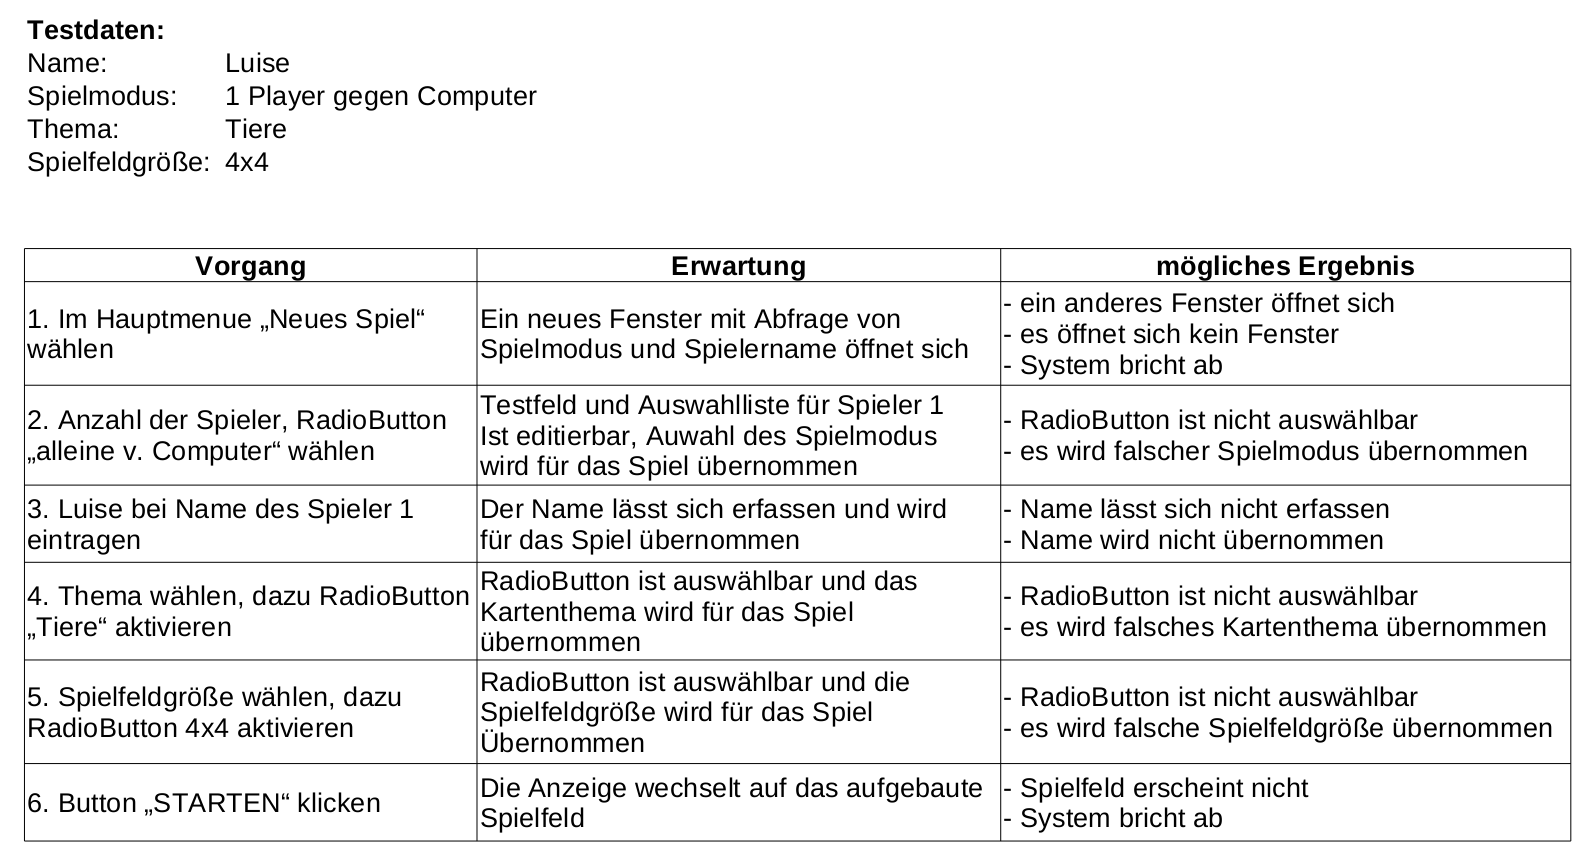 Testdaten:
Name: Luise
Spielmodus: 1 Player gegen Computer
Thema: Tiere
Spielfeldgröße: 4x4
Vorgang
Erwartung
mögliches Ergebnis
1. Im Hauptmenue „Neues Spiel“
wählen
Ein neues Fenster mit Abfrage von
Spielmodus und Spielername öffnet sich
- ein anderes Fenster öffnet sich
- es öffnet sich kein Fenster
- System bricht ab
2. Anzahl der Spieler, RadioButton
„alleine v. Computer“ wählen
Testfeld und Auswahlliste für Spieler 1
Ist editierbar, Auwahl des Spielmodus
wird für das Spiel übernommen
- RadioButton ist nicht auswählbar
- es wird falscher Spielmodus übernommen
3. Luise bei Name des Spieler 1
eintragen
Der Name lässt sich erfassen und wird
für das Spiel übernommen
- Name lässt sich nicht erfassen
- Name wird nicht übernommen
4. Thema wählen, dazu RadioButton
„Tiere“ aktivieren
RadioButton ist auswählbar und das
Kartenthema wird für das Spiel
übernommen
- RadioButton ist nicht auswählbar
- es wird falsches Kartenthema übernommen
5. Spielfeldgröße wählen, dazu
RadioButton 4x4 aktivieren
RadioButton ist auswählbar und die
Spielfeldgröße wird für das Spiel
Übernommen
- RadioButton ist nicht auswählbar
- es wird falsche Spielfeldgröße übernommen
6. Button „STARTEN“ klicken
Die Anzeige wechselt auf das aufgebaute
Spielfeld
- Spielfeld erscheint nicht
- System bricht ab